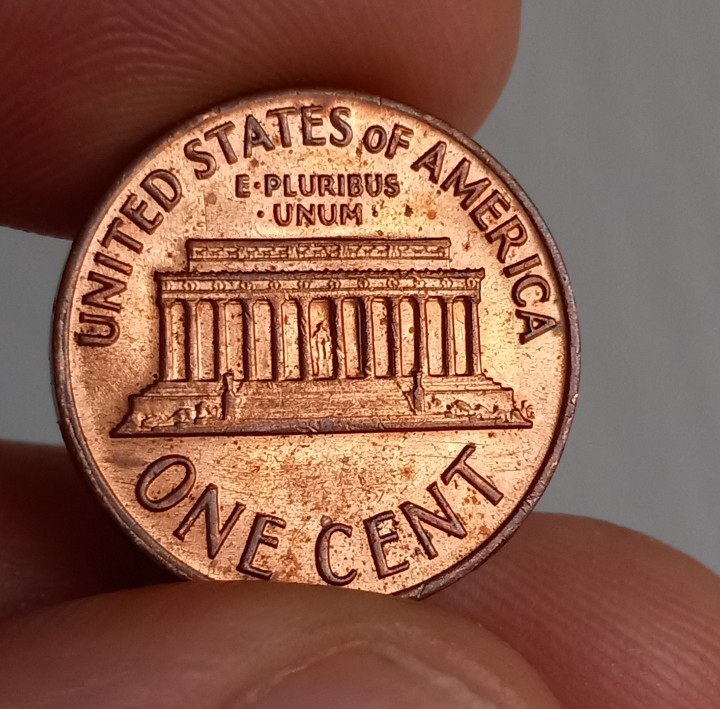 UNITED STATES OF AMERICA
E·PLURIBUS
·UNUM·
ONE CENT